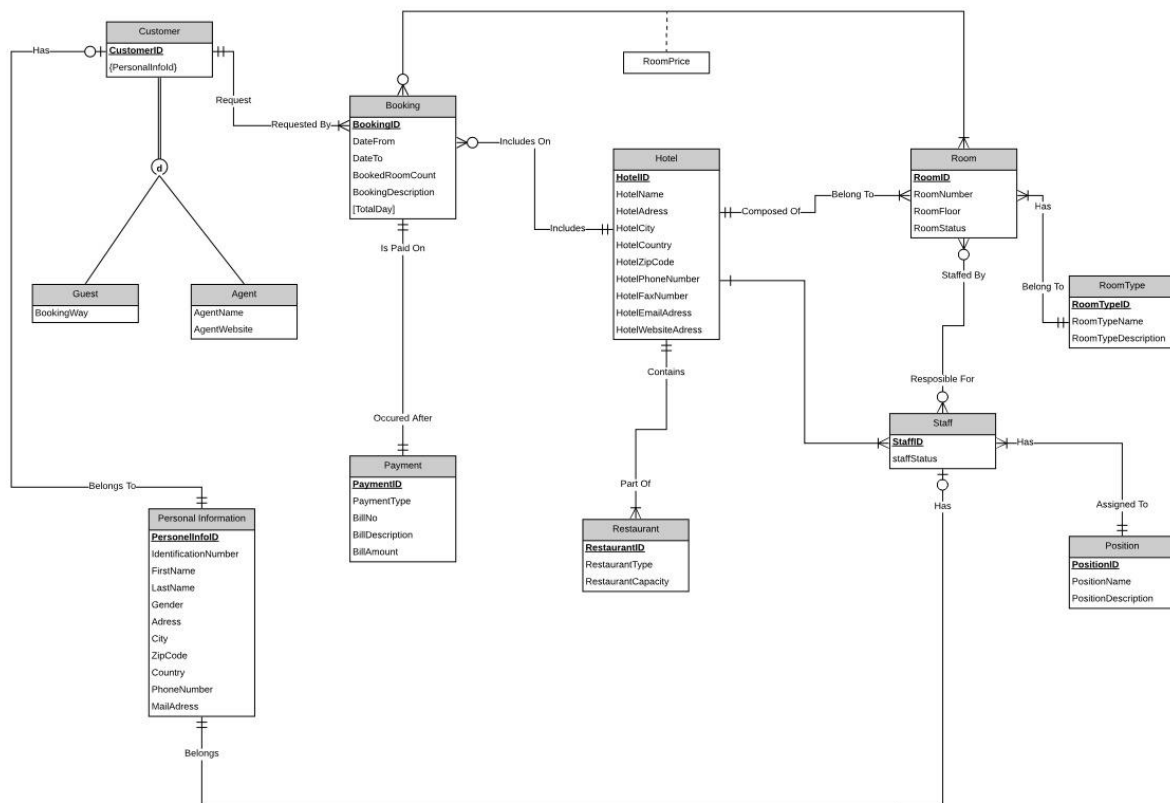 Customer
CustomerID
{PersonalInfoId}
Has
Request
Requested By
RoomPrice
Booking
BookingID
DateFrom
DateTo
BookedRoomCount
BookingDescription
[TotalDay]
Includes On
Includes
Hotel
HotelID
HotelName
HotelAdress
HotelCity
HotelCountry
HotelZipCode
HotelPhoneNumber
HotelFaxNumber
HotelEmailAdress
HotelWebsiteAdress
Composed Of
Belong To
Room
RoomID
RoomNumber
RoomFloor
RoomStatus
Has
Belong To
RoomType
RoomTypeID
RoomTypeName
RoomTypeDescription
d
Guest
BookingWay
Agent
AgentName
AgentWebsite
Is Paid On
Occured After
Payment
PaymentID
PaymentType
BillNo
BillDescription
BillAmount
Contains
Part Of
Restaurant
RestaurantID
RestaurantType
RestaurantCapacity
Staffed By
Resposible For
Staff
StaffID
staffStatus
Has
Assigned To
Position
PositionID
PositionName
PositionDescription
Has
Belongs To
Personal Information
PersonelInfoID
IdentificationNumber
FirstName
LastName
Gender
Adress
City
ZipCode
Country
PhoneNumber
MailAdress
Belongs